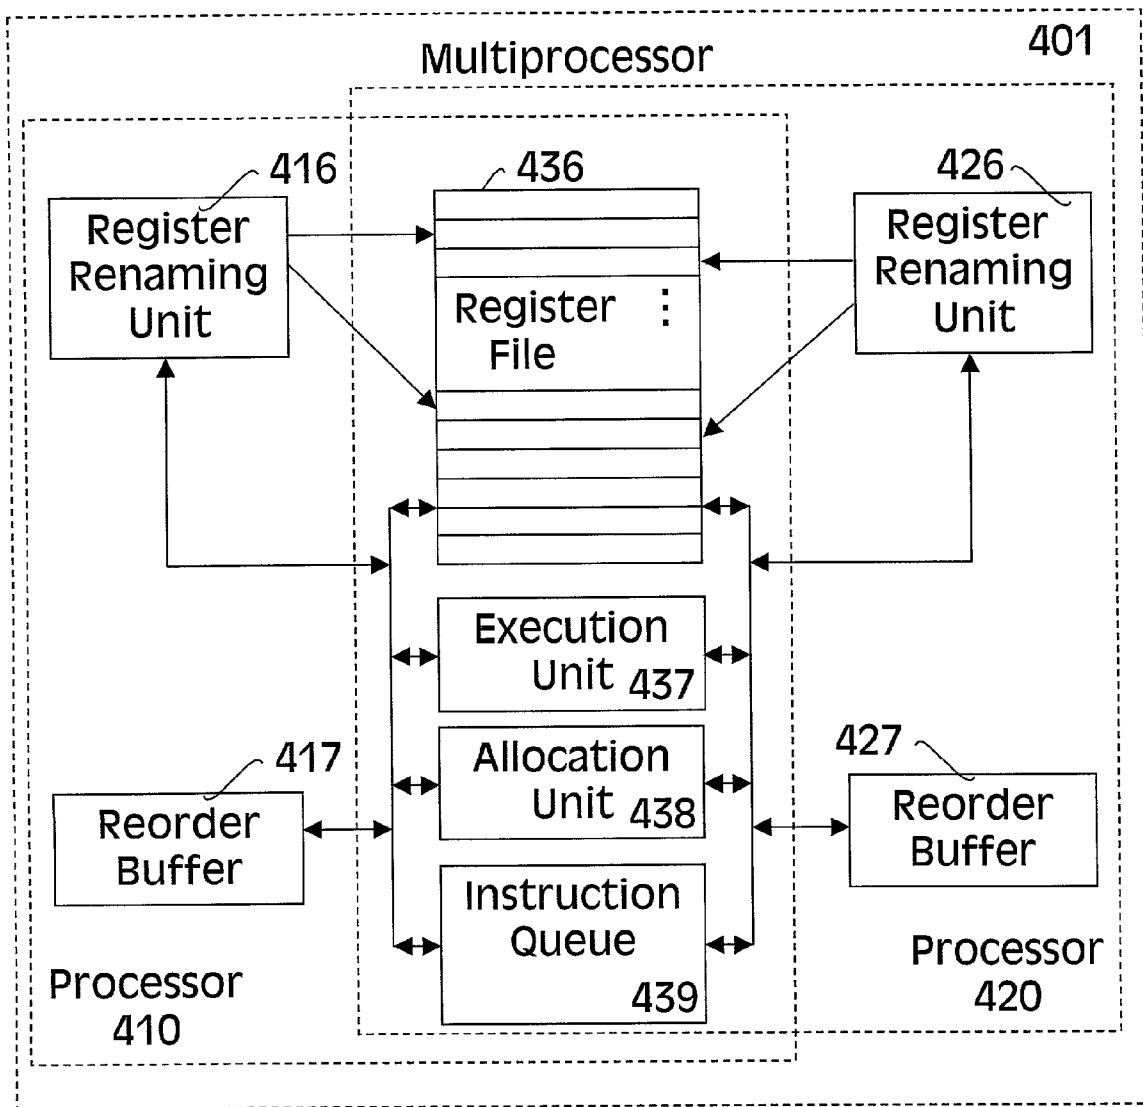 401
Multiprocessor
416
436
426
Register
Renaming
Unit
Register
File
Register
Renaming
Unit
Execution
Unit 437
417
Allocation
Unit 438
427
Reorder
Buffer
Reorder
Buffer
Instruction
Queue
439
Processor
410
Processor
420